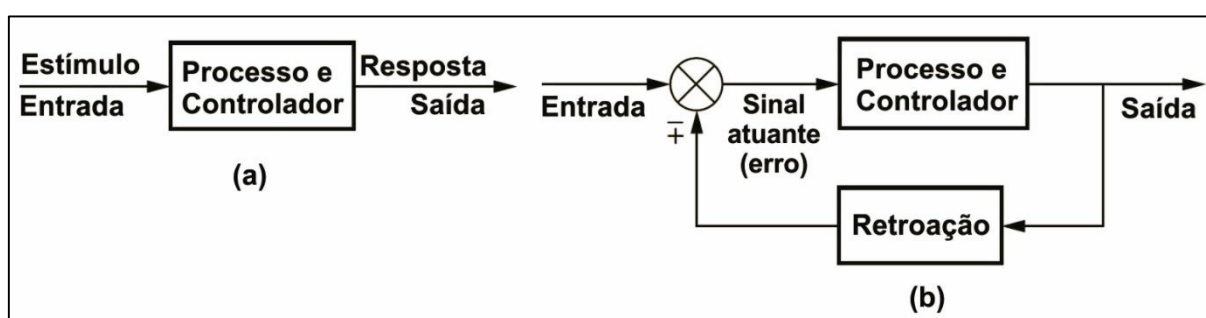 Estímulo
Entrada
Processo e
Controlador
Resposta
Saída
(a)
Entrada
∓
Sinal
atuante
(erro)
Processo e
Controlador
Saída
Retroação
(b)